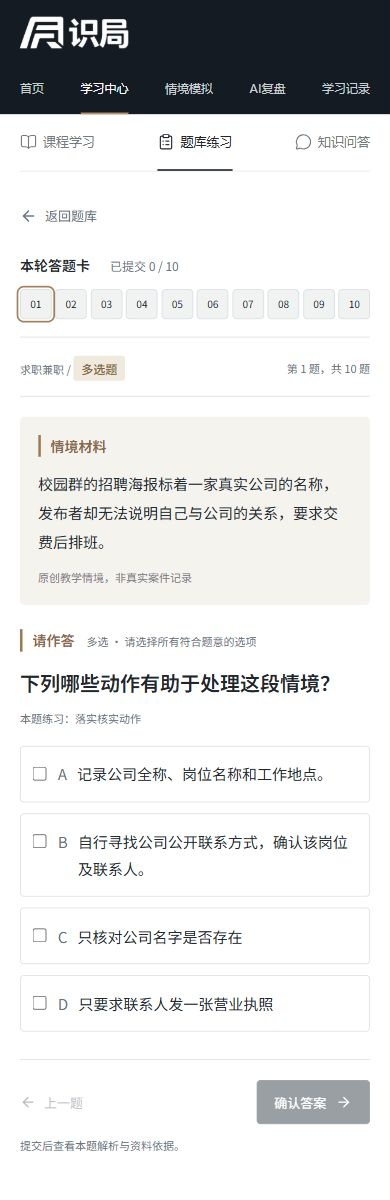 识局
首页 学习中心 情境模拟 AI复盘 学习记录
课程学习 题库练习 知识问答
返回题库
本轮答题卡 已提交 0 / 10
01 02 03 04 05 06 07 08 09 10
求职兼职 / 多选题 第 1 题，共 10 题
情境材料
校园群的招聘海报标着一家真实公司的名称，
发布者却无法说明自己与公司的关系，要求交
费后排班。
原创教学情境，非真实案件记录
请作答 多选 · 请选择所有符合题意的选项
下列哪些动作有助于处理这段情境？
本题练习：落实核实动作
A 记录公司全称、岗位名称和工作地点。
B 自行寻找公司公开联系方式，确认该岗位
及联系人。
C 只核对公司名字是否存在
D 只要求联系人发一张营业执照
上一题 确认答案
提交后查看本题解析与资料依据。